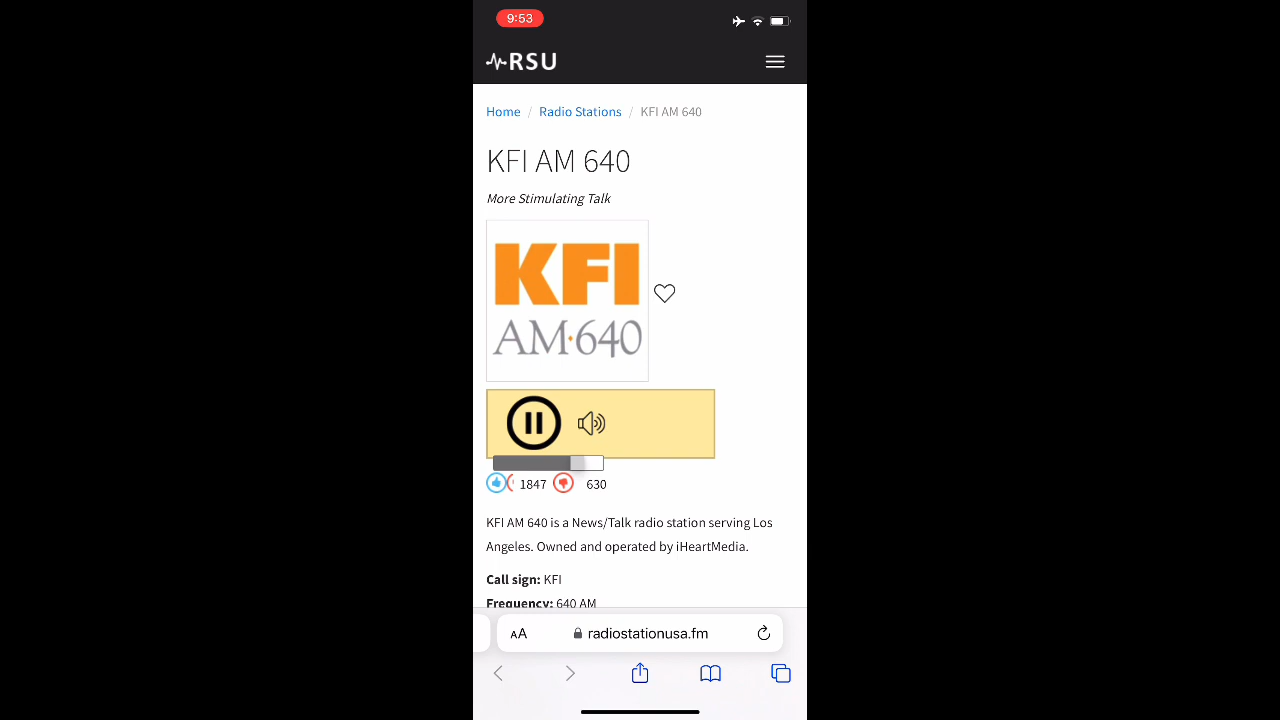 9:53
RSU
Home / Radio Stations / KFI AM 640
KFI AM 640
More Stimulating Talk
KFI
AM·640
1847 630
KFI AM 640 is a News/Talk radio station serving Los
Angeles. Owned and operated by iHeartMedia.
Call sign: KFI
Frequency: 640 AM
AA radiostationusa.fm